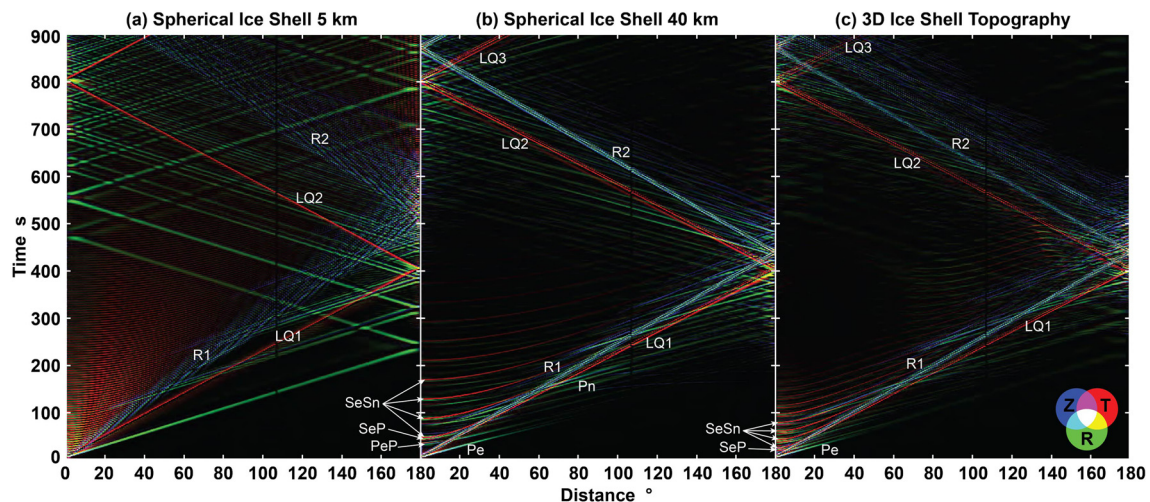 (a) Spherical Ice Shell 5 km
(b) Spherical Ice Shell 40 km
(c) 3D Ice Shell Topography
900
800
700
600
500
400
300
200
100
0
Time s
R2
LQ2
LQ1
R1
LQ3
LQ2
R2
R1
LQ1
Pn
SeSn
SeP
PeP
Pe
LQ3
R2
LQ2
R1
LQ1
SeSn
SeP
Pe
Z
T
R
0 20 40 60 80 100 120 140 160 180 20 40 60 80 100 120 140 160 180 20 40 60 80 100 120 140 160 180
Distance °